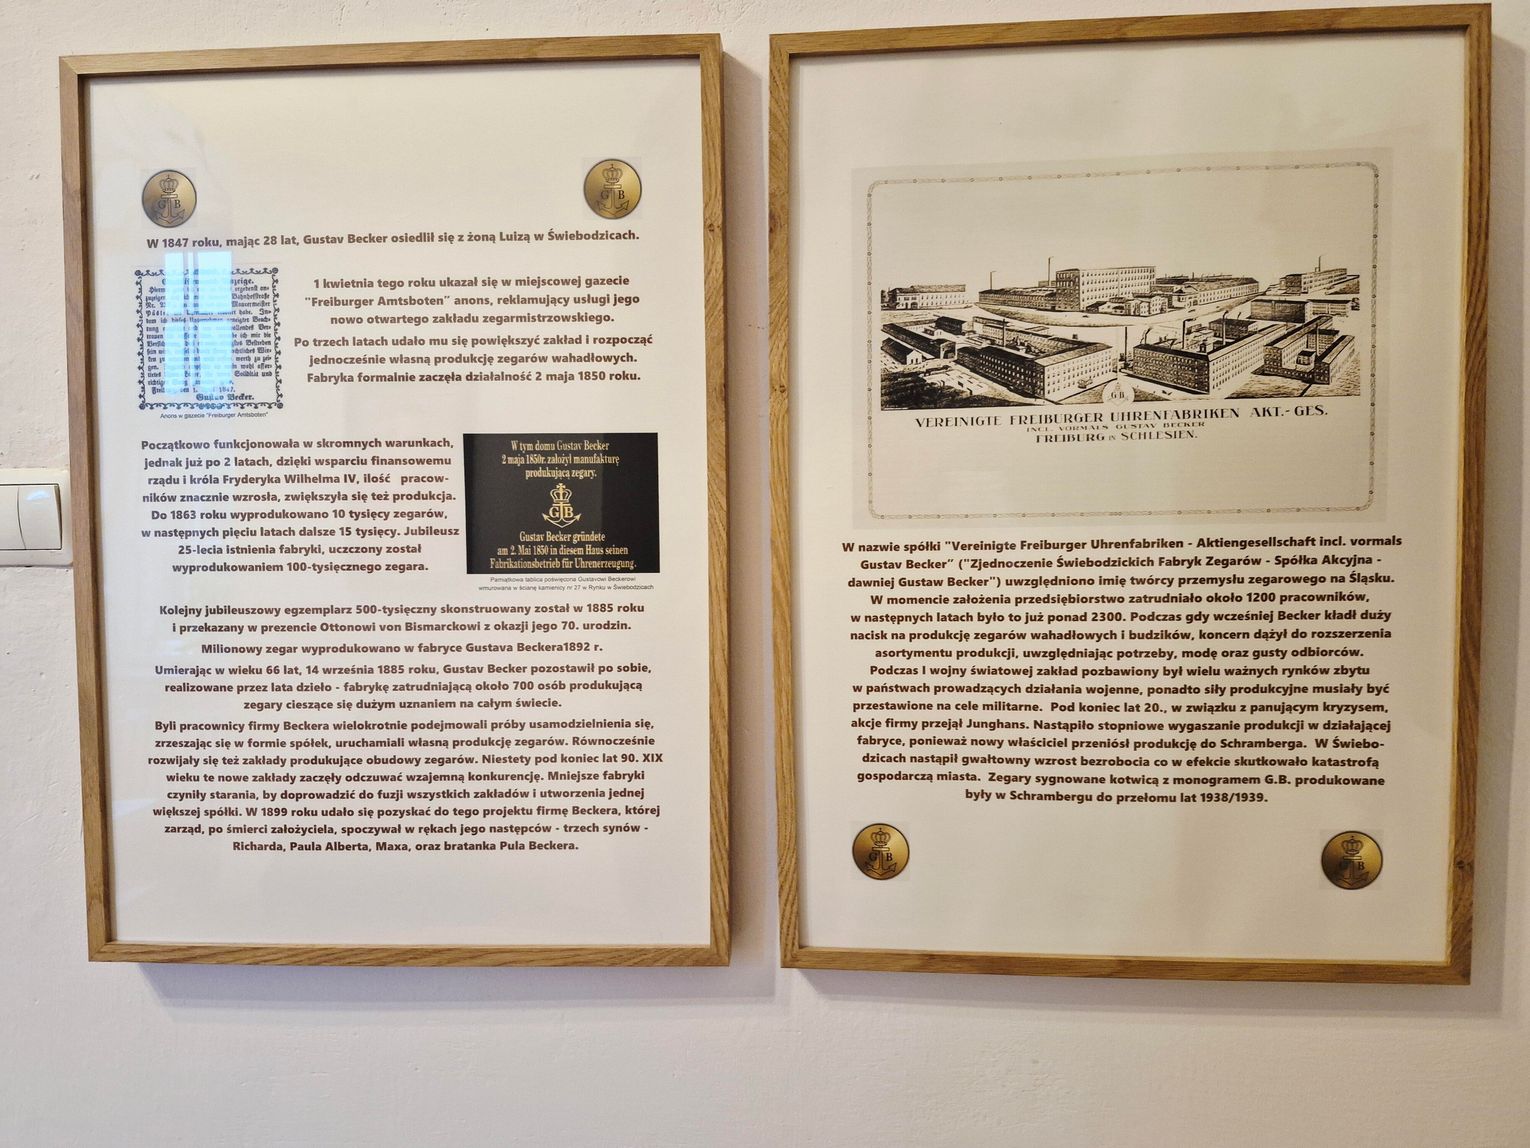 G B
G B
W 1847 roku, mając 28 lat, Gustav Becker osiedlił się z żoną Luizą w Świebodzicach.
Gustav Becker.
Anons w gazecie "Freiburger Amtsboten"
1 kwietnia tego roku ukazał się w miejscowej gazecie
"Freiburger Amtsboten" anons, reklamujący usługi jego
nowo otwartego zakładu zegarmistrzowskiego.
Po trzech latach udało mu się powiększyć zakład i rozpocząć
jednocześnie własną produkcję zegarów wahadłowych.
Fabryka formalnie zaczęła działalność 2 maja 1850 roku.
Początkowo funkcjonowała w skromnych warunkach,
jednak już po 2 latach, dzięki wsparciu finansowemu
rządu i króla Fryderyka Wilhelma IV, ilość pracow-
ników znacznie wzrosła, zwiększyła się też produkcja.
Do 1863 roku wyprodukowano 10 tysięcy zegarów,
w następnych pięciu latach dalsze 15 tysięcy. Jubileusz
25-lecia istnienia fabryki, uczczony został
wyprodukowaniem 100-tysięcznego zegara.
W tym domu Gustav Becker
2 maja 1850r. założył manufakturę
produkującą zegary.
G B
Gustav Becker gründete
am 2. Mai 1850 in diesem Haus seinen
Fabrikationsbetrieb für Uhrenerzeugung.
Pamiątkowa tablica poświęcona Gustavowi Beckerowi
wmurowana w ścianę kamienicy nr 27 w Rynku w Świebodzicach
Kolejny jubileuszowy egzemplarz 500-tysięczny skonstruowany został w 1885 roku
i przekazany w prezencie Ottonowi von Bismarckowi z okazji jego 70. urodzin.
Milionowy zegar wyprodukowano w fabryce Gustava Beckera1892 r.
Umierając w wieku 66 lat, 14 września 1885 roku, Gustav Becker pozostawił po sobie,
realizowane przez lata dzieło - fabrykę zatrudniającą około 700 osób produkującą
zegary cieszące się dużym uznaniem na całym świecie.
Byli pracownicy firmy Beckera wielokrotnie podejmowali próby usamodzielnienia się,
zrzeszając się w formie spółek, uruchamiali własną produkcję zegarów. Równocześnie
rozwijały się też zakłady produkujące obudowy zegarów. Niestety pod koniec lat 90. XIX
wieku te nowe zakłady zaczęły odczuwać wzajemną konkurencję. Mniejsze fabryki
czyniły starania, by doprowadzić do fuzji wszystkich zakładów i utworzenia jednej
większej spółki. W 1899 roku udało się pozyskać do tego projektu firmę Beckera, której
zarząd, po śmierci założyciela, spoczywał w rękach jego następców - trzech synów -
Richarda, Paula Alberta, Maxa, oraz bratanka Pula Beckera.
G.B.
VEREINIGTE FREIBURGER UHRENFABRIKEN AKT.- GES.
INCL. VORMALS GUSTAV BECKER
FREIBURG IN SCHLESIEN.
W nazwie spółki "Vereinigte Freiburger Uhrenfabriken - Aktiengesellschaft incl. vormals
Gustav Becker" ("Zjednoczenie Świebodzickich Fabryk Zegarów - Spółka Akcyjna -
dawniej Gustaw Becker") uwzględniono imię twórcy przemysłu zegarowego na Śląsku.
W momencie założenia przedsiębiorstwo zatrudniało około 1200 pracowników,
w następnych latach było to już ponad 2300. Podczas gdy wcześniej Becker kładł duży
nacisk na produkcję zegarów wahadłowych i budzików, koncern dążył do rozszerzenia
asortymentu produkcji, uwzględniając potrzeby, modę oraz gusty odbiorców.
Podczas I wojny światowej zakład pozbawiony był wielu ważnych rynków zbytu
w państwach prowadzących działania wojenne, ponadto siły produkcyjne musiały być
przestawione na cele militarne. Pod koniec lat 20., w związku z panującym kryzysem,
akcje firmy przejął Junghans. Nastąpiło stopniowe wygaszanie produkcji w działającej
fabryce, ponieważ nowy właściciel przeniósł produkcję do Schramberga. W Świebo-
dzicach nastąpił gwałtowny wzrost bezrobocia co w efekcie skutkowało katastrofą
gospodarczą miasta. Zegary sygnowane kotwicą z monogramem G.B. produkowane
były w Schrambergu do przełomu lat 1938/1939.
G B
G B